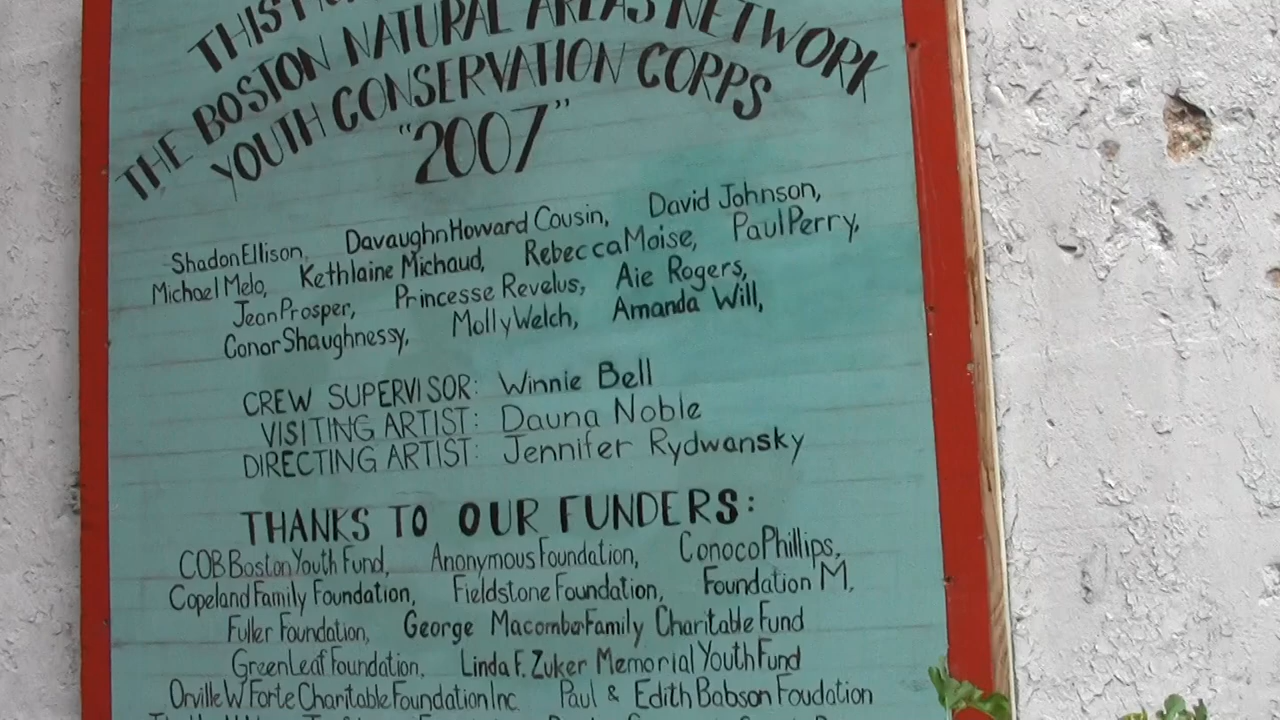 THIS
THE BOSTON NATURAL AREAS NETWORK
YOUTH CONSERVATION CORPS
"2007"
Shadon Ellison, Davaughn Howard Cousin, David Johnson,
Michael Melo, Kethlaine Michaud, Rebecca Moise, Paul Perry,
Jean Prosper, Princesse Revelus, Aie Rogers,
Conor Shaughnessy, Molly Welch, Amanda Will,
CREW SUPERVISOR: Winnie Bell
VISITING ARTIST: Dauna Noble
DIRECTING ARTIST: Jennifer Rydwansky
THANKS TO OUR FUNDERS:
COB Boston Youth Fund, Anonymous Foundation, ConocoPhillips,
Copeland Family Foundation, Fieldstone Foundation, Foundation M,
Fuller Foundation, George Macomber Family Charitable Fund
GreenLeaf Foundation, Linda F. Zuker Memorial Youth Fund
Orville W Forte Charitable Foundation Inc. Paul & Edith Babson Foudation